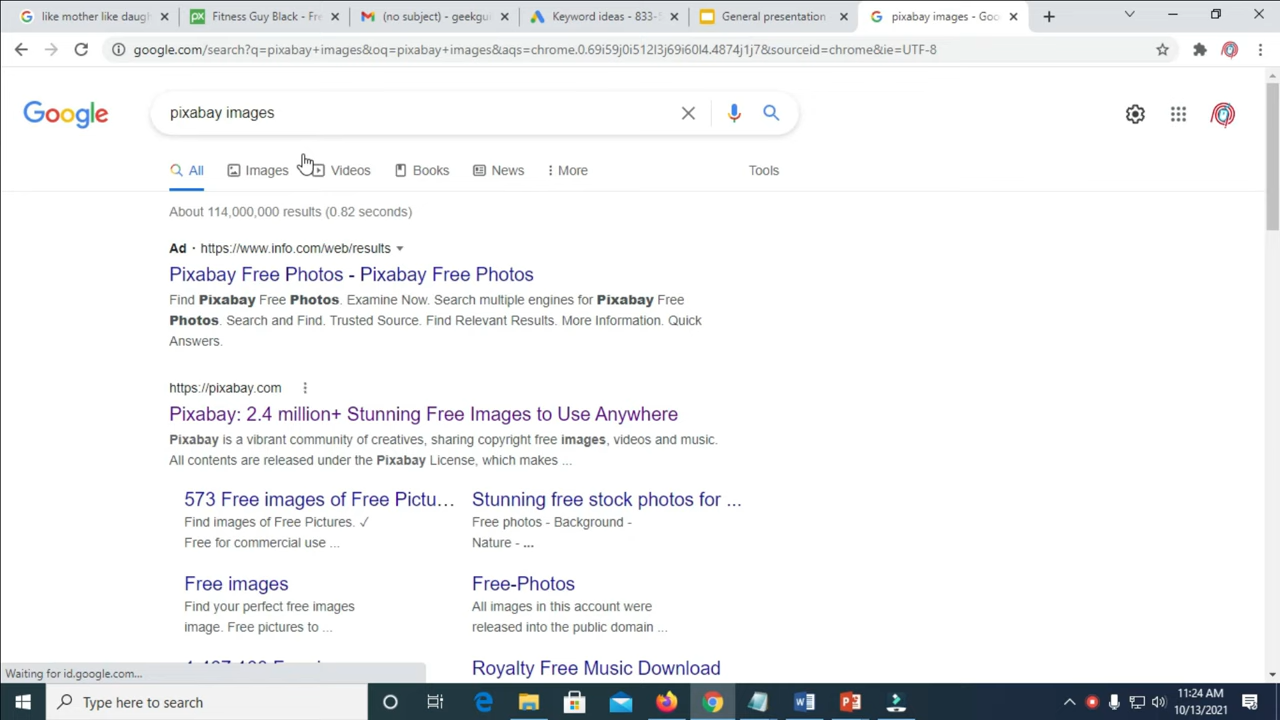 like mother like daugh
Fitness Guy Black - Fre
(no subject) - geekgui
Keyword ideas - 833-
General presentation
pixabay images - Goo
google.com/search?q=pixabay+images&oq=pixabay+images&aqs=chrome.0.69i59j0i512l3j69i60l4.4874j1j7&sourceid=chrome&ie=UTF-8
Google
pixabay images
All
Images
Videos
Books
News
More
Tools
About 114,000,000 results (0.82 seconds)
Ad · https://www.info.com/web/results
Pixabay Free Photos - Pixabay Free Photos
Find Pixabay Free Photos. Examine Now. Search multiple engines for Pixabay Free
Photos. Search and Find. Trusted Source. Find Relevant Results. More Information. Quick
Answers.
https://pixabay.com
Pixabay: 2.4 million+ Stunning Free Images to Use Anywhere
Pixabay is a vibrant community of creatives, sharing copyright free images, videos and music.
All contents are released under the Pixabay License, which makes ...
573 Free images of Free Pictu...
Find images of Free Pictures. ✓
Free for commercial use ...
Stunning free stock photos for ...
Free photos - Background -
Nature - ...
Free images
Find your perfect free images
image. Free pictures to ...
Free-Photos
All images in this account were
released into the public domain ...
Royalty Free Music Download
Waiting for id.google.com...
Type here to search
11:24 AM
10/13/2021